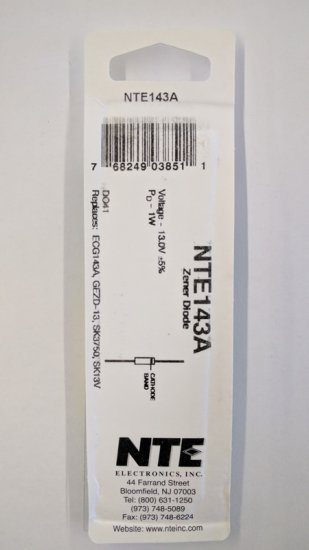 NTE143A
7 68249 03851 1
NTE143A
Zener Diode
Voltage - 13.0V ±5%
PD - 1W
DO41
Replaces: ECG143A, GEZD-13, SK3750, SK13V
CATHODE
BAND
NTE
ELECTRONICS, INC.
44 Farrand Street
Bloomfield, NJ 07003
Tel: (800) 631-1250
(973) 748-5089
Fax: (973) 748-6224
Website: www.nteinc.com